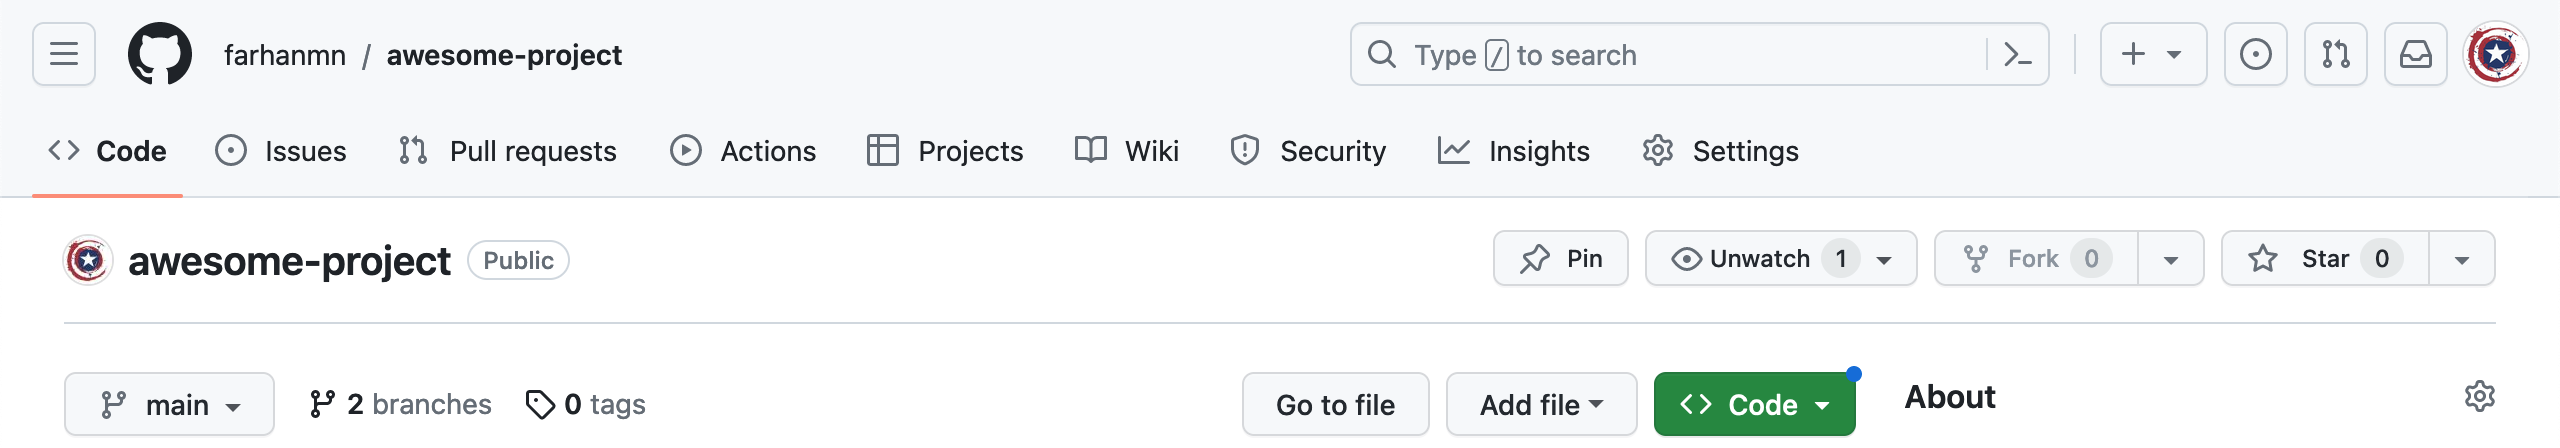 farhanmn / awesome-project Type / to search
Code Issues Pull requests Actions Projects Wiki Security Insights Settings
awesome-project Public Pin Unwatch 1 Fork 0 Star 0
main 2 branches 0 tags Go to file Add file Code About